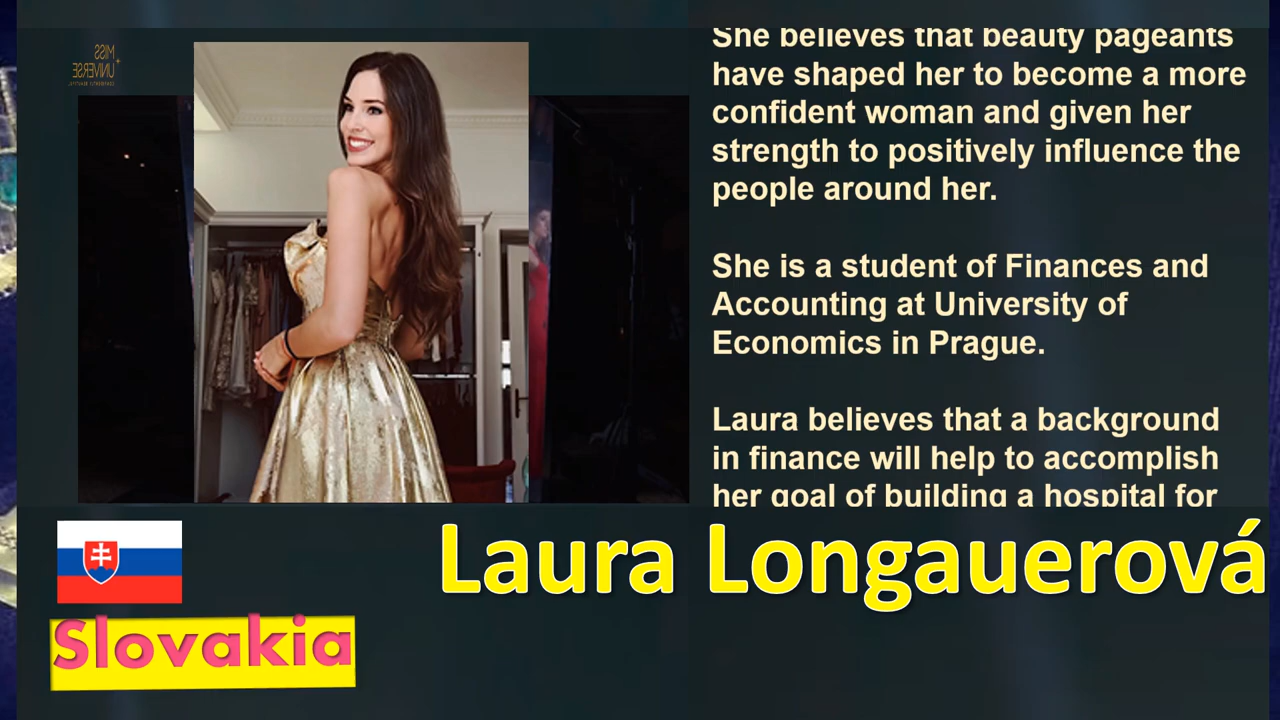 MISS
UNIVERSE
She believes that beauty pageants
have shaped her to become a more
confident woman and given her
strength to positively influence the
people around her.
She is a student of Finances and
Accounting at University of
Economics in Prague.
Laura believes that a background
in finance will help to accomplish
her goal of building a hospital for
Laura Longauerová
Slovakia